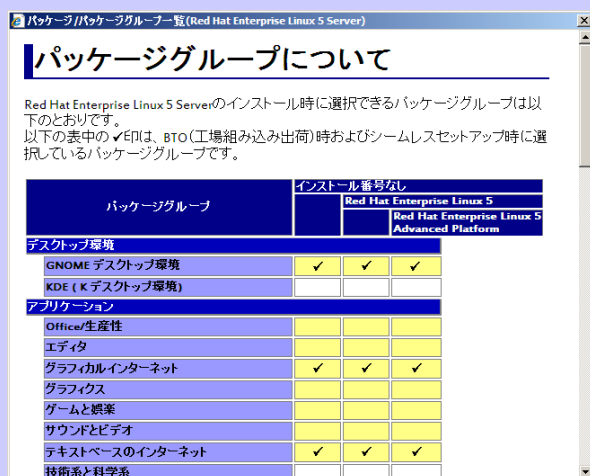 パッケージ/パッケージグループ一覧(Red Hat Enterprise Linux 5 Server)
パッケージグループについて
Red Hat Enterprise Linux 5 Serverのインストール時に選択できるパッケージグループは以
下のとおりです。
以下の表中の✓印は、BTO(工場組み込み出荷)時およびシームレスセットアップ時に選
択しているパッケージグループです。
パッケージグループ
インストール番号なし
Red Hat Enterprise Linux 5
Red Hat Enterprise Linux 5
Advanced Platform
デスクトップ環境
GNOME デスクトップ環境 ✓ ✓ ✓
KDE ( K デスクトップ環境)
アプリケーション
Office/生産性
エディタ
グラフィカルインターネット ✓ ✓ ✓
グラフィクス
ゲームと娯楽
サウンドとビデオ
テキストベースのインターネット ✓ ✓ ✓
技術系と科学系